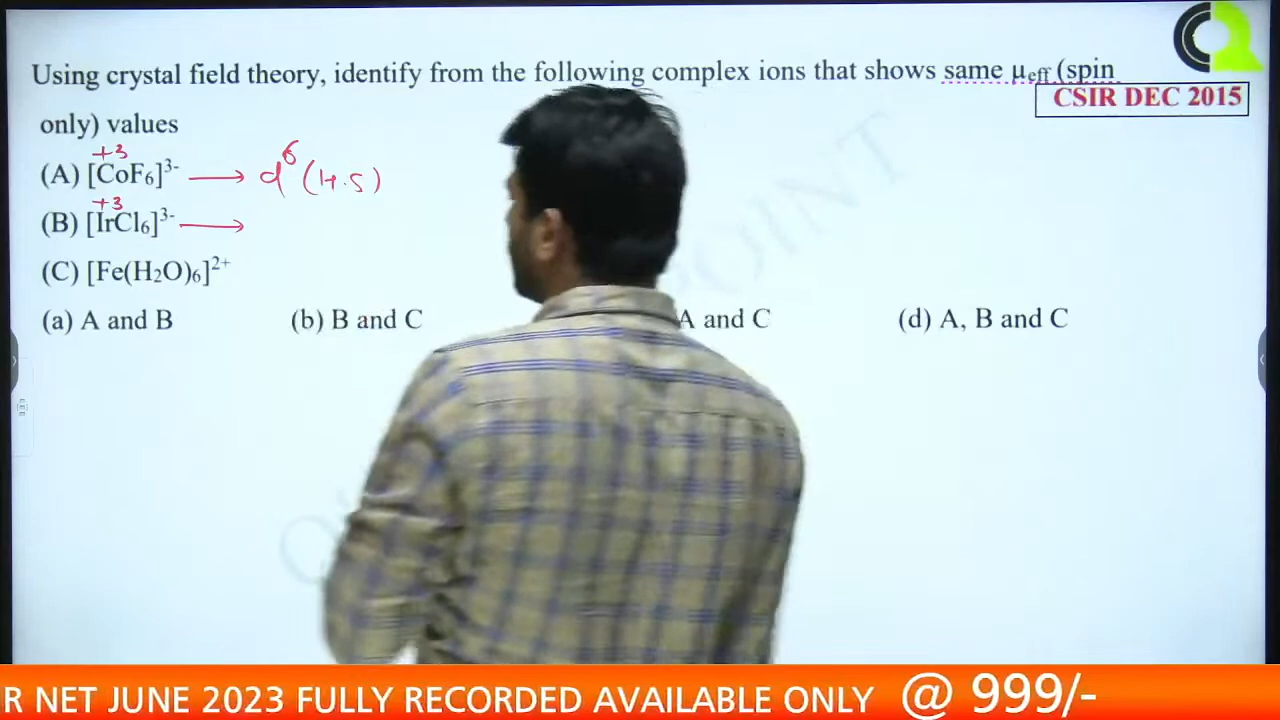 Using crystal field theory, identify from the following complex ions that shows same μeff (spin
CSIR DEC 2015
only) values
+3
(A) [CoF6]3- → d6 (H.S)
+3
(B) [IrCl6]3- →
(C) [Fe(H2O)6]2+
(a) A and B (b) B and C A and C (d) A, B and C
R NET JUNE 2023 FULLY RECORDED AVAILABLE ONLY @ 999/-